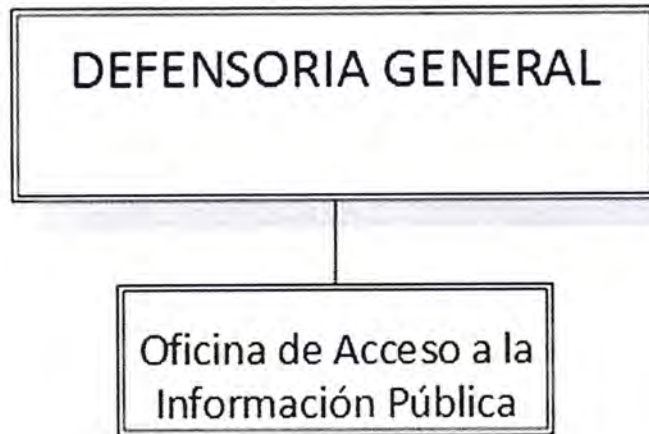 DEFENSORIA GENERAL
Oficina de Acceso a la
Información Pública